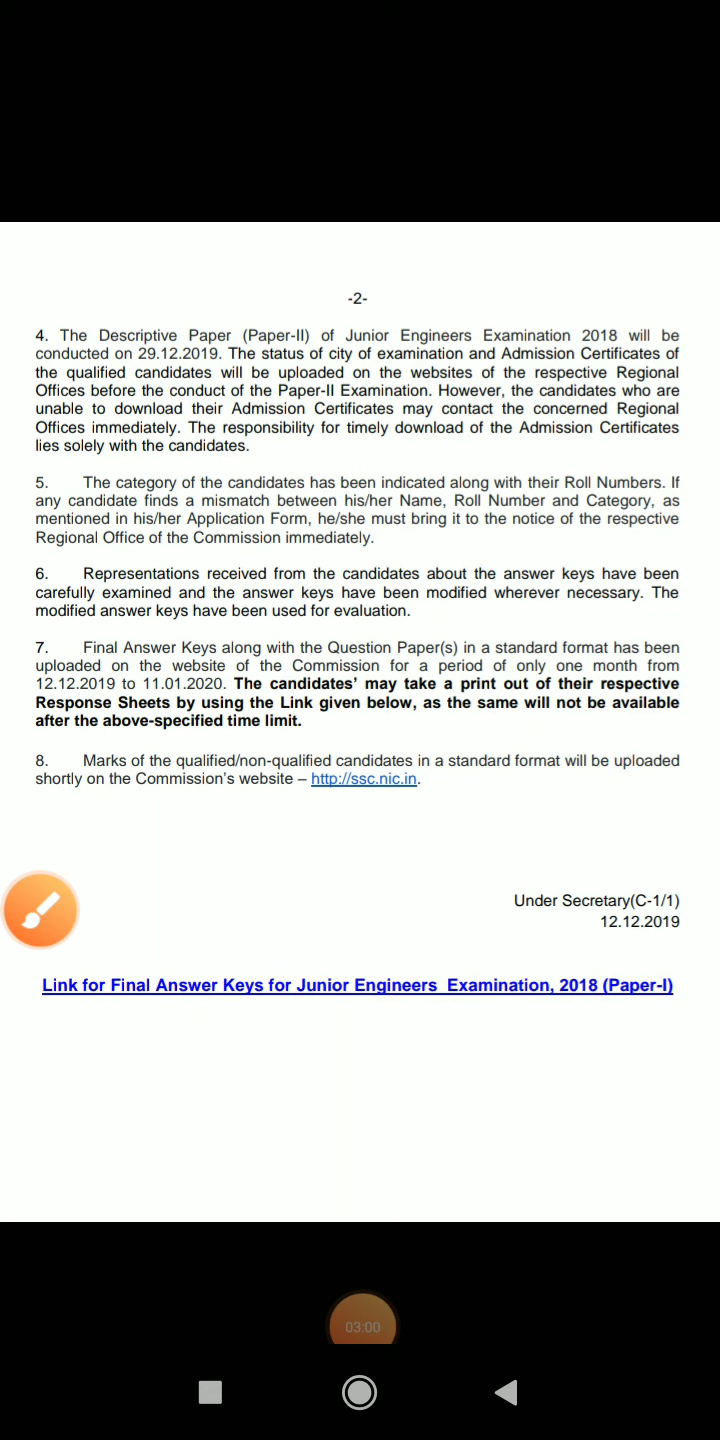 -2-
4. The Descriptive Paper (Paper-II) of Junior Engineers Examination 2018 will be
conducted on 29.12.2019. The status of city of examination and Admission Certificates of
the qualified candidates will be uploaded on the websites of the respective Regional
Offices before the conduct of the Paper-II Examination. However, the candidates who are
unable to download their Admission Certificates may contact the concerned Regional
Offices immediately. The responsibility for timely download of the Admission Certificates
lies solely with the candidates.
5. The category of the candidates has been indicated along with their Roll Numbers. If
any candidate finds a mismatch between his/her Name, Roll Number and Category, as
mentioned in his/her Application Form, he/she must bring it to the notice of the respective
Regional Office of the Commission immediately.
6. Representations received from the candidates about the answer keys have been
carefully examined and the answer keys have been modified wherever necessary. The
modified answer keys have been used for evaluation.
7. Final Answer Keys along with the Question Paper(s) in a standard format has been
uploaded on the website of the Commission for a period of only one month from
12.12.2019 to 11.01.2020. The candidates' may take a print out of their respective
Response Sheets by using the Link given below, as the same will not be available
after the above-specified time limit.
8. Marks of the qualified/non-qualified candidates in a standard format will be uploaded
shortly on the Commission's website – http://ssc.nic.in.
Under Secretary(C-1/1)
12.12.2019
Link for Final Answer Keys for Junior Engineers Examination, 2018 (Paper-I)
03:00